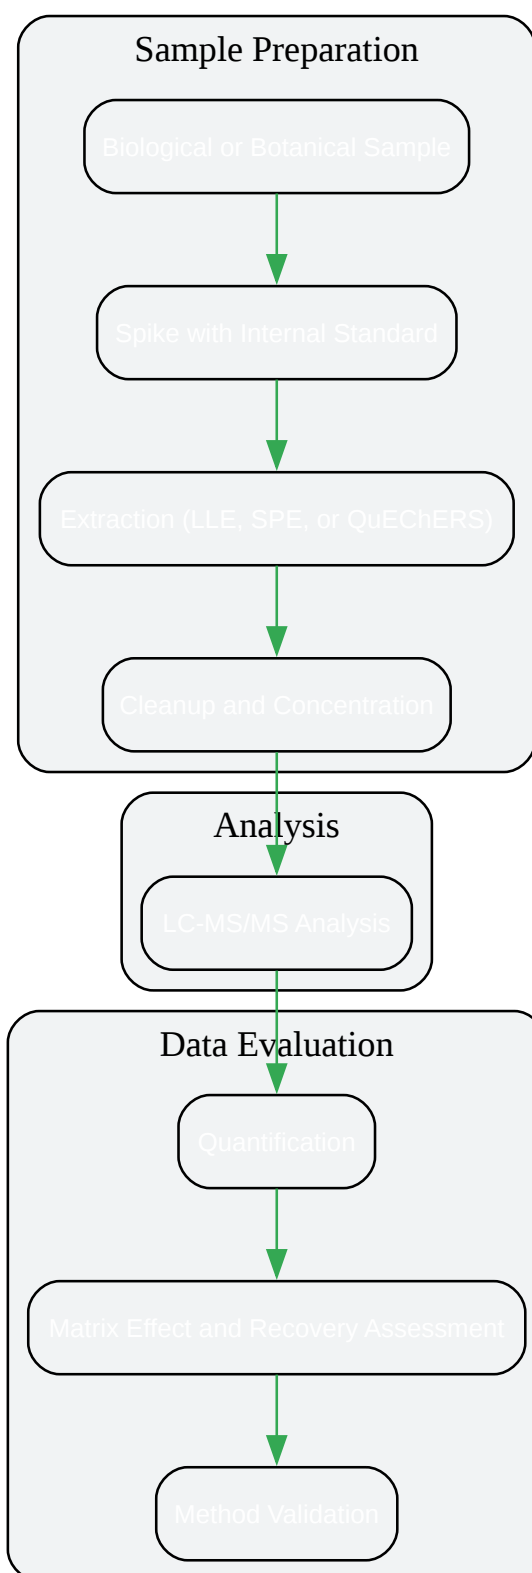 Sample Preparation
Biological or Botanical Sample
Spike with Internal Standard
Extraction (LLE, SPE, or QuEChERS)
Cleanup and Concentration
Analysis
LC-MS/MS Analysis
Data Evaluation
Quantification
Matrix Effect and Recovery Assessment
Method Validation